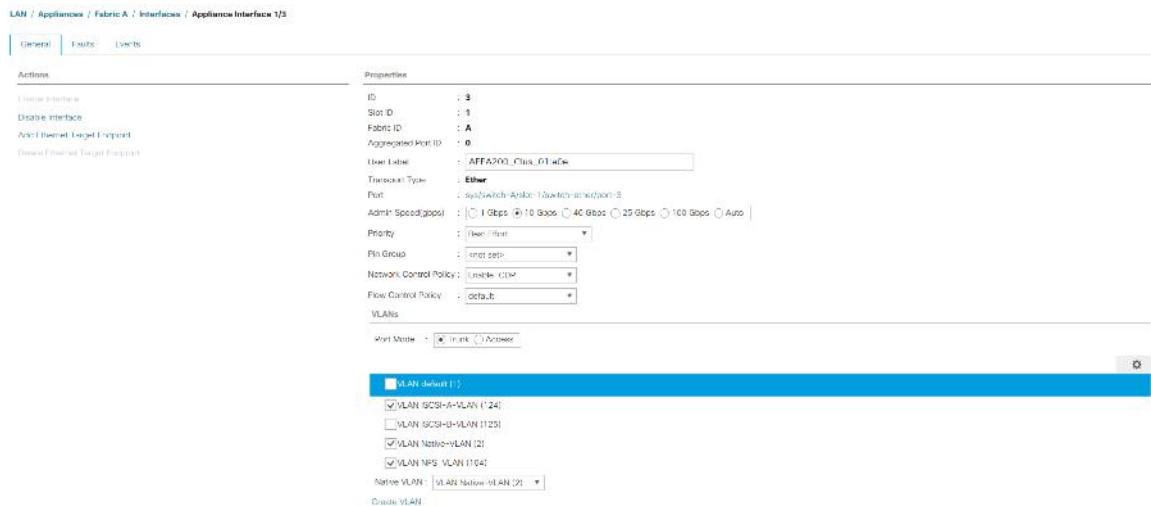 LAN / Appliances / Fabric A / Interfaces / Appliance Interface 1/3
General Faults Events
Actions
Enable Interface
Disable Interface
Add Ethernet Target Endpoint
Delete Ethernet Target Endpoint
Properties
ID : 3
Slot ID : 1
Fabric ID : A
Aggregated Port ID : 0
User Label : AFFA200_Clus_01:e0e
Transport Type : Ether
Port : sys/switch-A/slot-1/switch-ether/port-3
Admin Speed(gbps) : 1 Gbps 10 Gbps 40 Gbps 25 Gbps 100 Gbps Auto
Priority : Best Effort
Pin Group : <not set>
Network Control Policy : Enable_CDP
Flow Control Policy : default
VLANs
Port Mode : Trunk Access
VLAN default (1)
VLAN iSCSI-A-VLAN (124)
VLAN iSCSI-B-VLAN (125)
VLAN Native-VLAN (2)
VLAN NFS_VLAN (104)
Native VLAN : VLAN Native-VLAN (2)
Create VLAN